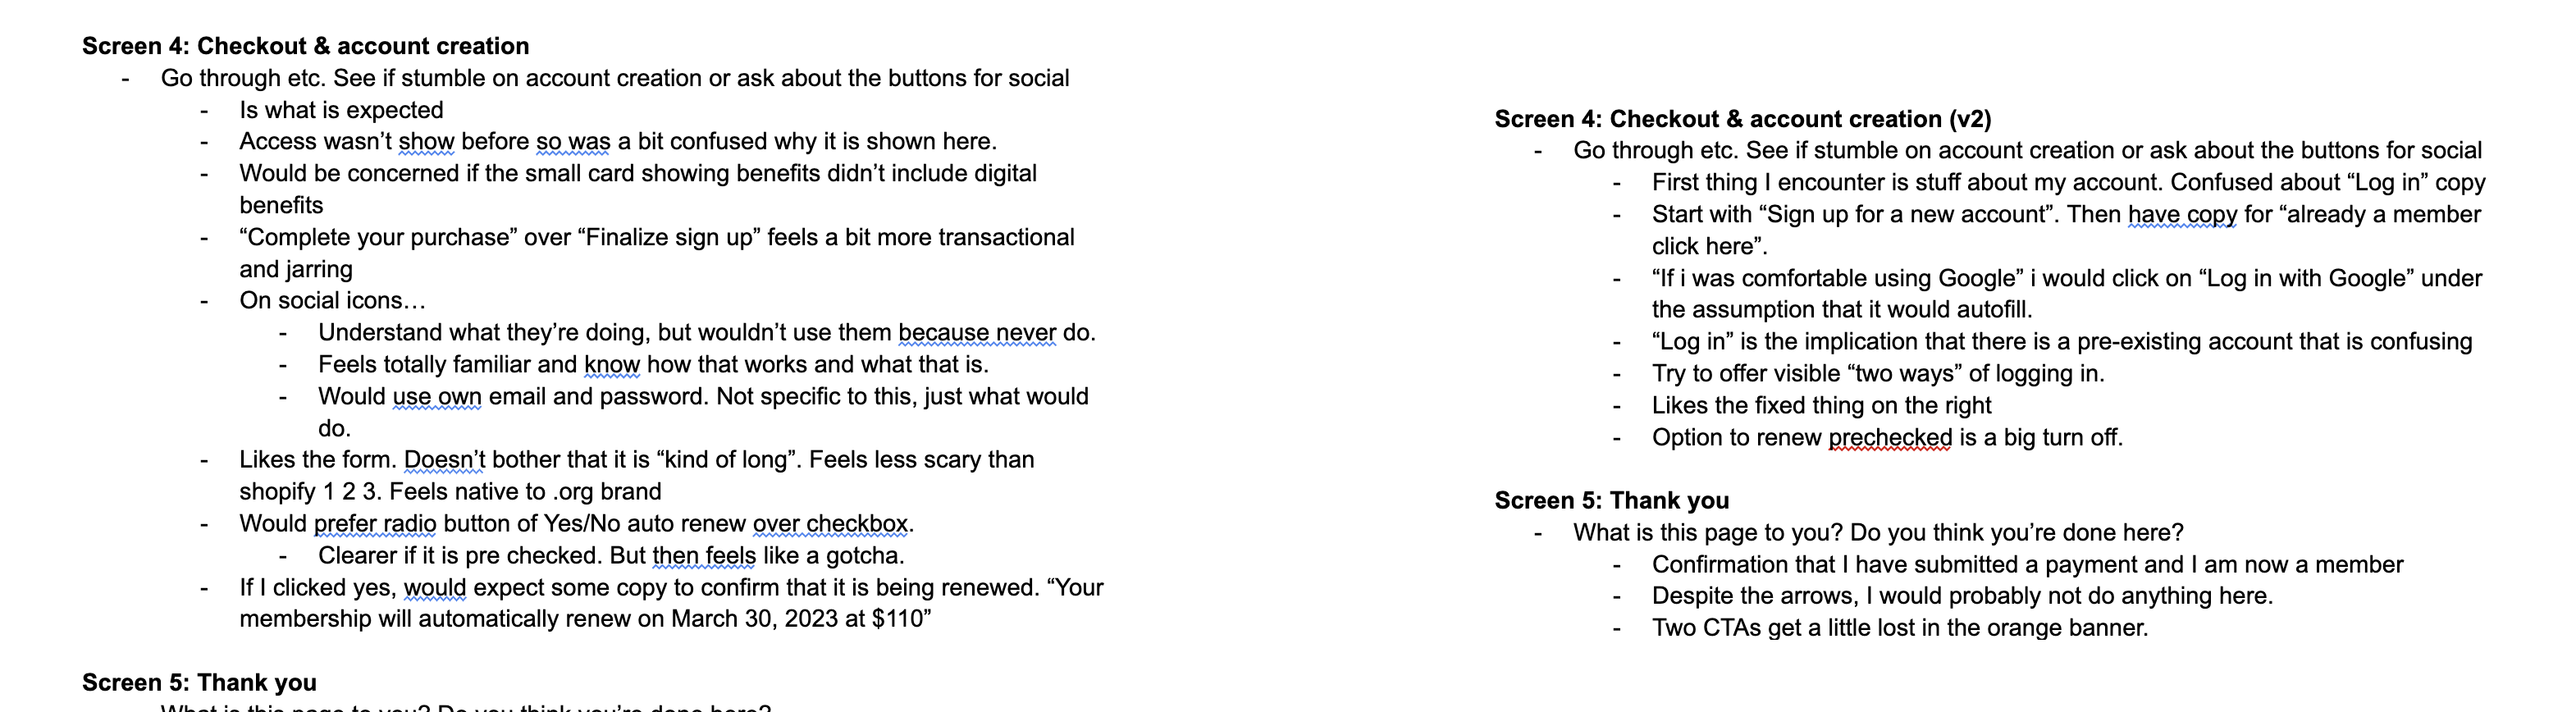 Screen 4: Checkout & account creation
- Go through etc. See if stumble on account creation or ask about the buttons for social
- Is what is expected
- Access wasn’t show before so was a bit confused why it is shown here.
- Would be concerned if the small card showing benefits didn’t include digital
benefits
- “Complete your purchase” over “Finalize sign up” feels a bit more transactional
and jarring
- On social icons…
- Understand what they’re doing, but wouldn’t use them because never do.
- Feels totally familiar and know how that works and what that is.
- Would use own email and password. Not specific to this, just what would
do.
- Likes the form. Doesn’t bother that it is “kind of long”. Feels less scary than
shopify 1 2 3. Feels native to .org brand
- Would prefer radio button of Yes/No auto renew over checkbox.
- Clearer if it is pre checked. But then feels like a gotcha.
- If I clicked yes, would expect some copy to confirm that it is being renewed. “Your
membership will automatically renew on March 30, 2023 at $110”
Screen 5: Thank you
What is this page to you? Do you think you’re done here?
Screen 4: Checkout & account creation (v2)
- Go through etc. See if stumble on account creation or ask about the buttons for social
- First thing I encounter is stuff about my account. Confused about “Log in” copy
- Start with “Sign up for a new account”. Then have copy for “already a member
click here”.
- “If i was comfortable using Google” i would click on “Log in with Google” under
the assumption that it would autofill.
- “Log in” is the implication that there is a pre-existing account that is confusing
- Try to offer visible “two ways” of logging in.
- Likes the fixed thing on the right
- Option to renew prechecked is a big turn off.
Screen 5: Thank you
- What is this page to you? Do you think you’re done here?
- Confirmation that I have submitted a payment and I am now a member
- Despite the arrows, I would probably not do anything here.
- Two CTAs get a little lost in the orange banner.